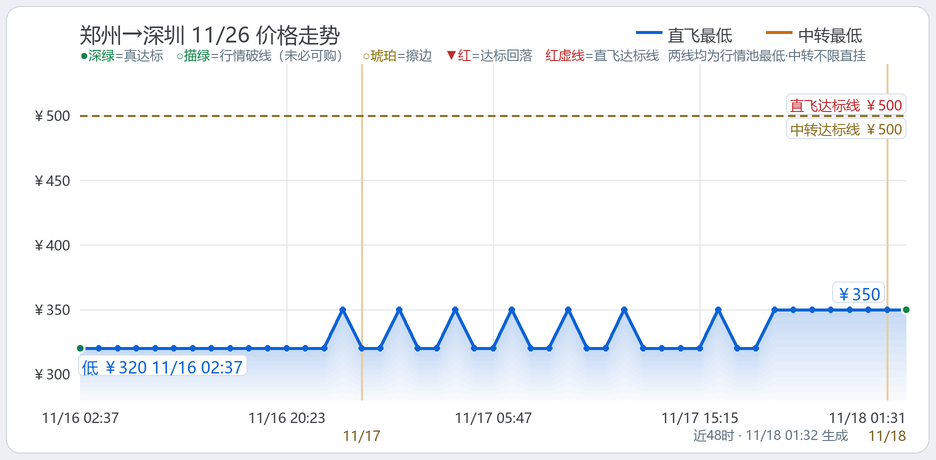 郑州→深圳 11/26 价格走势
直飞最低 中转最低
●深绿=真达标 ○描绿=行情破线（未必可购） ○琥珀=擦边 ▼红=达标回落 红虚线=直飞达标线 两线均为行情池最低·中转不限直挂
直飞达标线 ¥500
¥500
中转达标线 ¥500
¥450
¥400
¥350
¥350
低 ¥320 11/16 02:37
¥300
11/16 02:37 11/16 20:23 11/17 05:47 11/17 15:15 11/18 01:31
11/17 近48时 · 11/18 01:32 生成 11/18